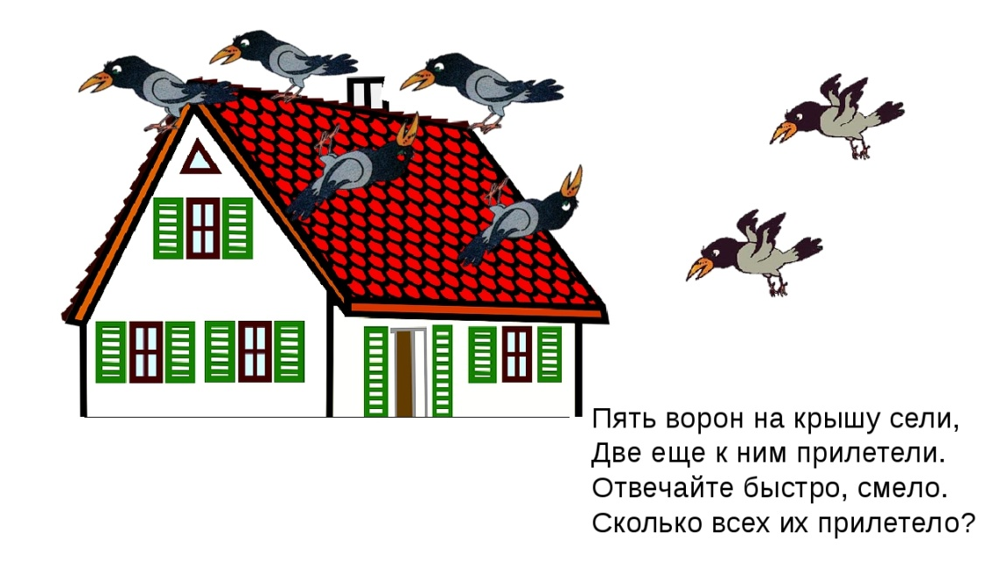 Пять ворон на крышу сели,
Две еще к ним прилетели.
Отвечайте быстро, смело.
Сколько всех их прилетело?